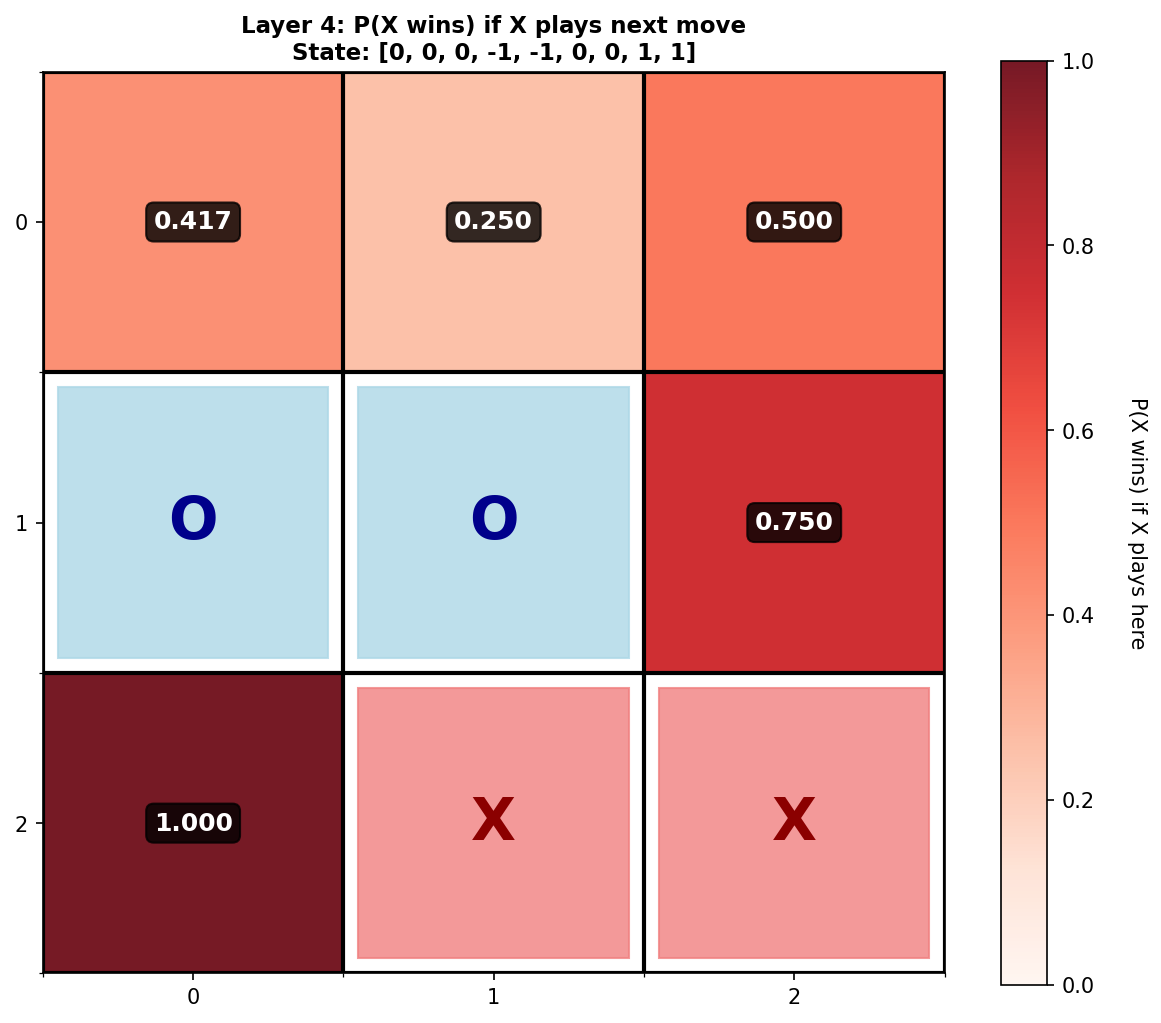 Layer 4: P(X wins) if X plays next move
State: [0, 0, 0, -1, -1, 0, 0, 1, 1]
0
0.417
0.250
0.500
1
O
O
0.750
2
1.000
X
X
0
1
2
1.0
0.8
0.6
0.4
0.2
0.0
P(X wins) if X plays here